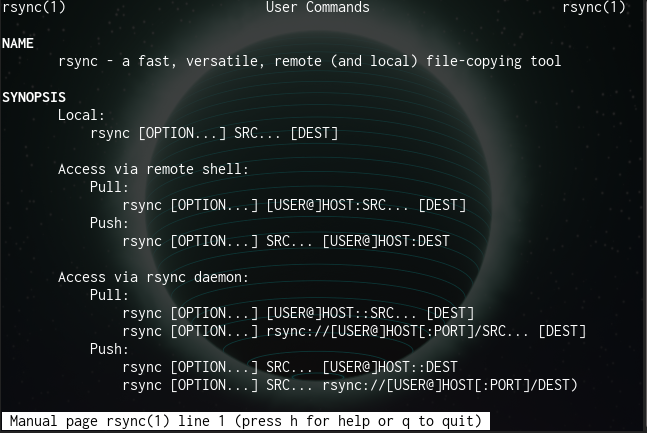 rsync(1) User Commands rsync(1)
NAME
rsync - a fast, versatile, remote (and local) file-copying tool
SYNOPSIS
Local:
rsync [OPTION...] SRC... [DEST]
Access via remote shell:
Pull:
rsync [OPTION...] [USER@]HOST:SRC... [DEST]
Push:
rsync [OPTION...] SRC... [USER@]HOST:DEST
Access via rsync daemon:
Pull:
rsync [OPTION...] [USER@]HOST::SRC... [DEST]
rsync [OPTION...] rsync://[USER@]HOST[:PORT]/SRC... [DEST]
Push:
rsync [OPTION...] SRC... [USER@]HOST::DEST
rsync [OPTION...] SRC... rsync://[USER@]HOST[:PORT]/DEST)
Manual page rsync(1) line 1 (press h for help or q to quit)